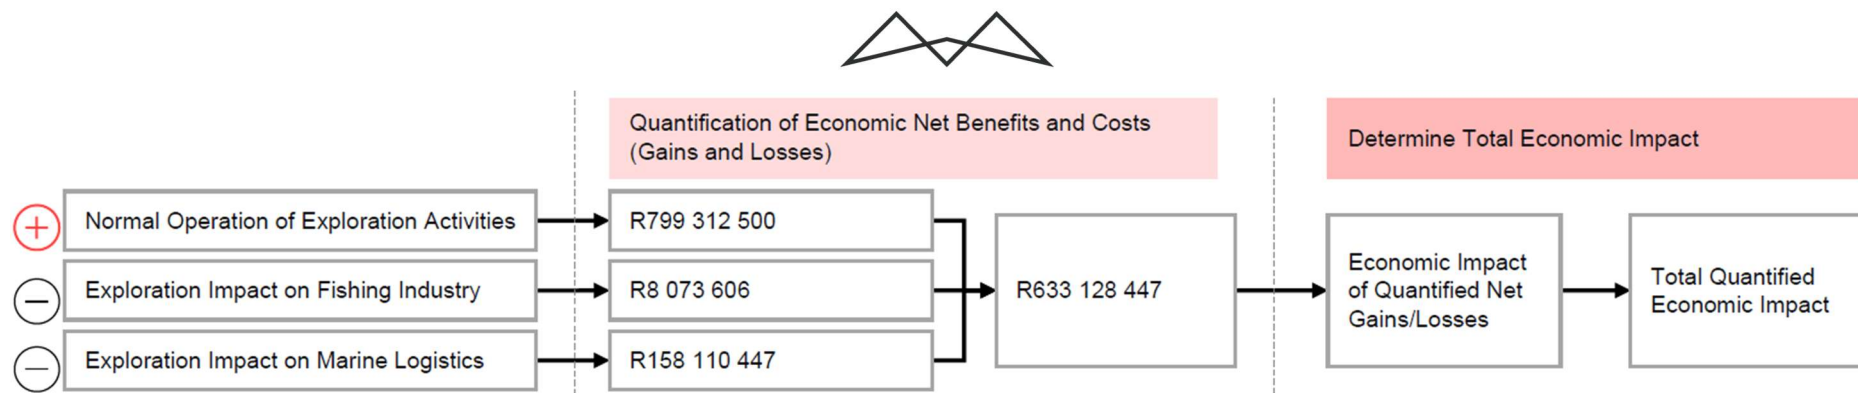 Quantification of Economic Net Benefits and Costs
(Gains and Losses)
Determine Total Economic Impact
Normal Operation of Exploration Activities
R799 312 500
Exploration Impact on Fishing Industry
R8 073 606
Exploration Impact on Marine Logistics
R158 110 447
R633 128 447
Economic Impact
of Quantified Net
Gains/Losses
Total Quantified
Economic Impact